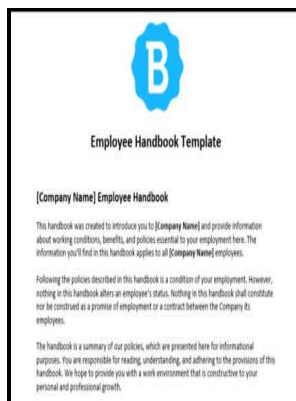 B
Employee Handbook Template
[Company Name] Employee Handbook
This handbook was created to introduce you to [Company Name] and provide information
about working conditions, benefits, and policies essential to your employment here. The
information you'll find in this handbook applies to all [Company Name] employees.
Following the policies described in this handbook is a condition of your employment. However,
nothing in this handbook alters an employee's status. Nothing in this handbook shall constitute
nor be construed as a promise of employment or a contract between the Company its
employees.
The handbook is a summary of our policies, which are presented here for informational
purposes. You are responsible for reading, understanding, and adhering to the provisions of this
handbook. We hope to provide you with a work environment that is constructive to your
personal and professional growth.